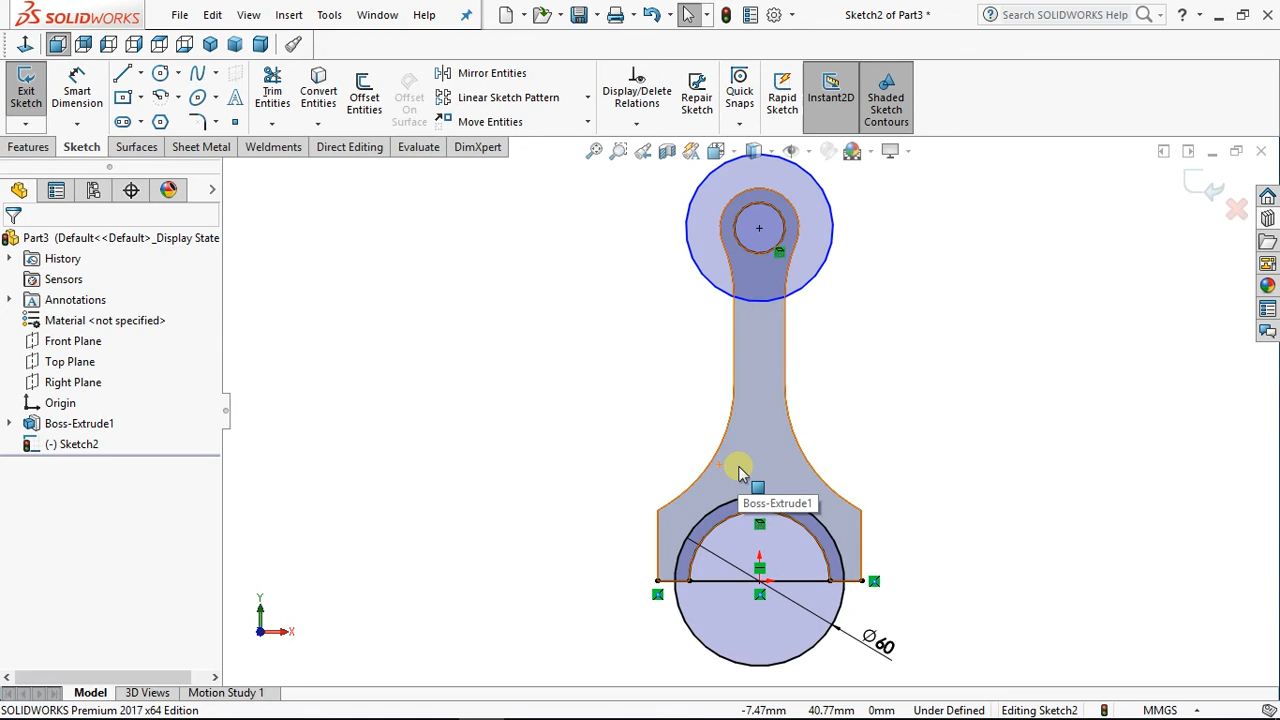 SOLIDWORKS
File
Edit
View
Insert
Tools
Simulation
Window
Help
Sketch2 of Part3 *
Search SOLIDWORKS Help
?
Exit Sketch
Smart Dimension
Trim Entities
Convert Entities
Offset Entities
Offset On Surface
Mirror Entities
Linear Sketch Pattern
Move Entities
Display/Delete Relations
Repair Sketch
Quick Snaps
Rapid Sketch
Instant2D
Shaded Sketch Contours
Features
Sketch
Surfaces
Sheet Metal
Weldments
Direct Editing
Evaluate
DimXpert
Part3 (Default<<Default>_Display State
History
Sensors
Annotations
Material <not specified>
Front Plane
Top Plane
Right Plane
Origin
Boss-Extrude1
(-) Sketch2
Boss-Extrude1
Ø60
Y
X
Model
3D Views
Motion Study 1
SOLIDWORKS Premium 2017 x64 Edition
-7.47mm
40.77mm
0mm
Under Defined
Editing Sketch2
MMGS